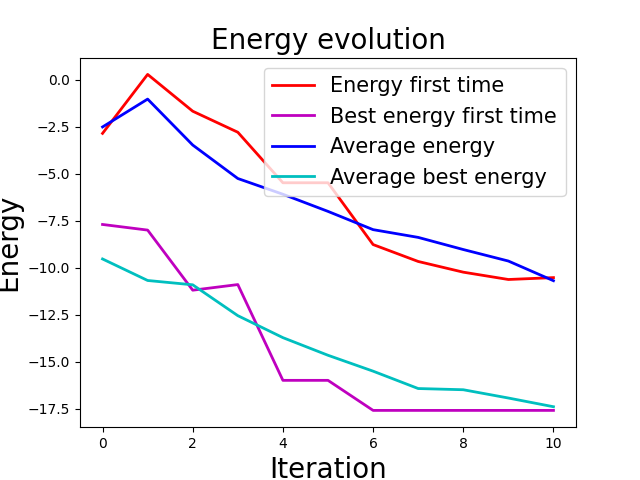 Energy evolution
Energy first time
Best energy first time
Average energy
Average best energy
Energy
0.0
−2.5
−5.0
−7.5
−10.0
−12.5
−15.0
−17.5
0 2 4 6 8 10
Iteration